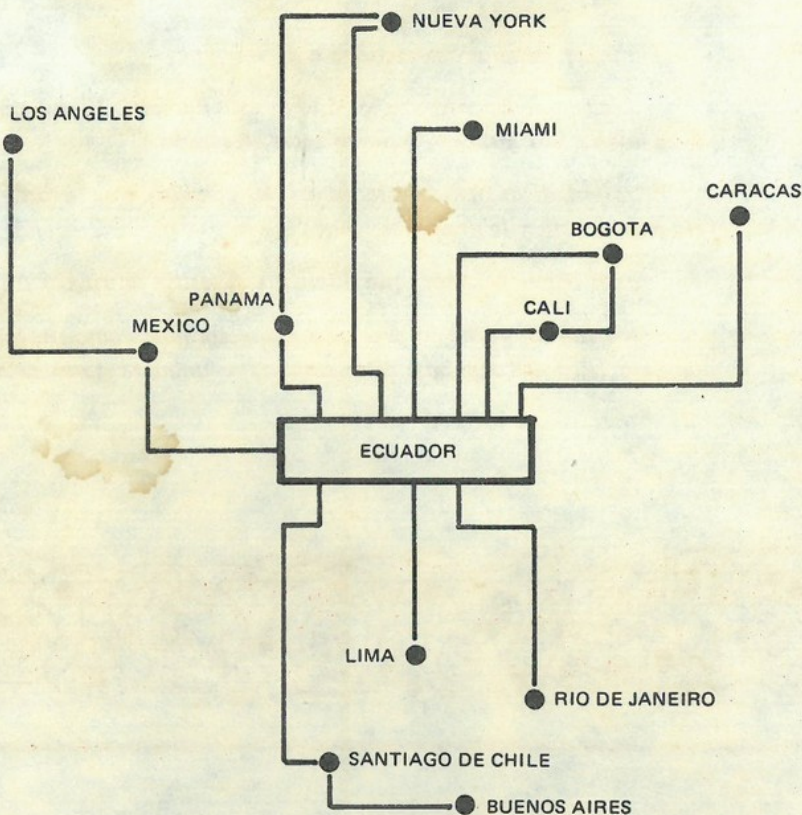 NUEVA YORK
LOS ANGELES
MIAMI
CARACAS
BOGOTA
PANAMA
CALI
MEXICO
ECUADOR
LIMA
RIO DE JANEIRO
SANTIAGO DE CHILE
BUENOS AIRES